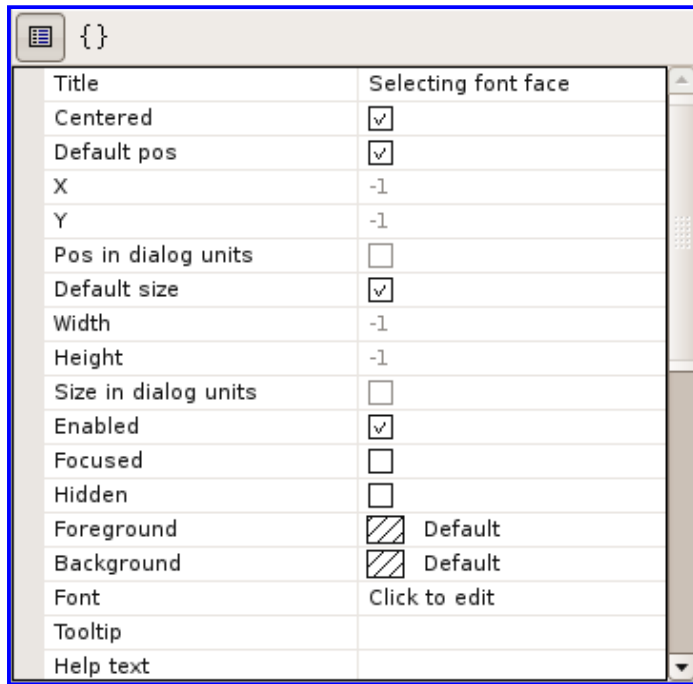 {}
Title Selecting font face
Centered
Default pos
X -1
Y -1
Pos in dialog units
Default size
Width -1
Height -1
Size in dialog units
Enabled
Focused
Hidden
Foreground Default
Background Default
Font Click to edit
Tooltip
Help text